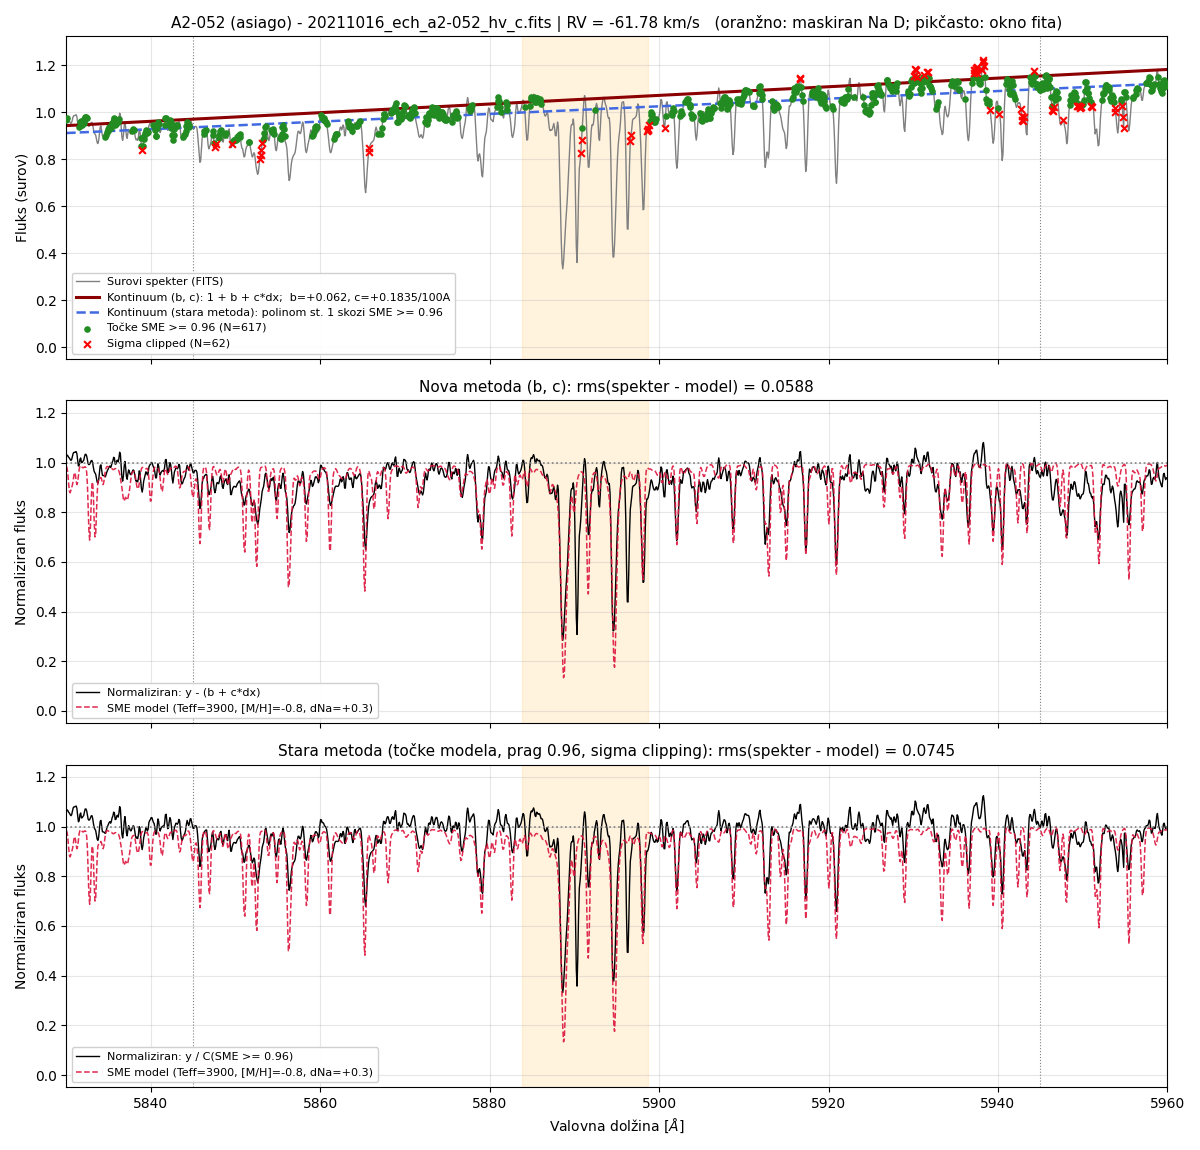 A2-052 (asiago) - 20211016_ech_a2-052_hv_c.fits | RV = -61.78 km/s   (oranžno: maskiran Na D; pikčasto: okno fita)
1.2
1.0
0.8
0.6
0.4
0.2
0.0
Fluks (surov)
Surovi spekter (FITS)
Kontinuum (b, c): 1 + b + c*dx;  b=+0.062, c=+0.1835/100A
Kontinuum (stara metoda): polinom st. 1 skozi SME >= 0.96
Točke SME >= 0.96 (N=617)
Sigma clipped (N=62)
Nova metoda (b, c): rms(spekter - model) = 0.0588
1.2
1.0
0.8
0.6
0.4
0.2
0.0
Normaliziran fluks
Normaliziran: y - (b + c*dx)
SME model (Teff=3900, [M/H]=-0.8, dNa=+0.3)
Stara metoda (točke modela, prag 0.96, sigma clipping): rms(spekter - model) = 0.0745
1.2
1.0
0.8
0.6
0.4
0.2
0.0
Normaliziran fluks
Normaliziran: y / C(SME >= 0.96)
SME model (Teff=3900, [M/H]=-0.8, dNa=+0.3)
5840 5860 5880 5900 5920 5940 5960
Valovna dolžina [Å]